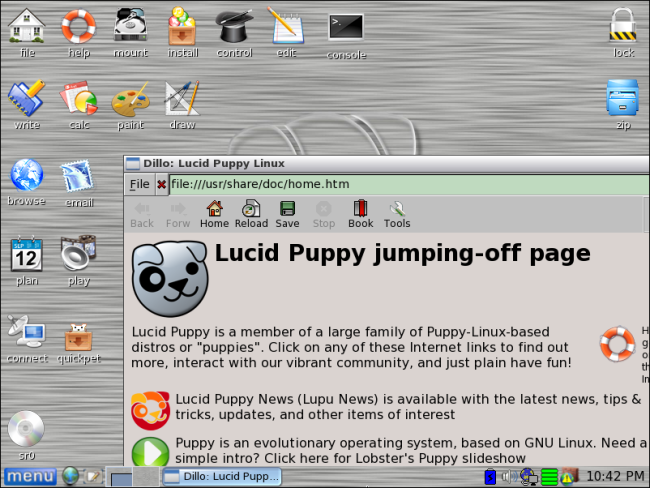 file help mount install control edit console lock
write calc paint draw zip
browse email
plan play
SEP
12
connect quickpet
sr0
Dillo: Lucid Puppy Linux
File file:///usr/share/doc/home.htm
Back Forw Home Reload Save Stop Book Tools
Lucid Puppy jumping-off page
Lucid Puppy is a member of a large family of Puppy-Linux-based
distros or "puppies". Click on any of these Internet links to find out
more, interact with our vibrant community, and just plain have fun!
Lucid Puppy News (Lupu News) is available with the latest news, tips &
tricks, updates, and other items of interest
Puppy is an evolutionary operating system, based on GNU Linux. Need a
simple intro? Click here for Lobster's Puppy slideshow
menu Dillo: Lucid Pupp... 10:42 PM